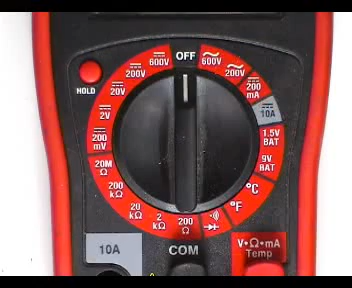 OFF
600V
200V
200
mA
10A
1.5V
BAT
9V
BAT
°C
°F
200
Ω
2
kΩ
20
kΩ
200
kΩ
20M
Ω
200
mV
2V
20V
200V
600V
HOLD
10A
COM
V•Ω•mA
Temp